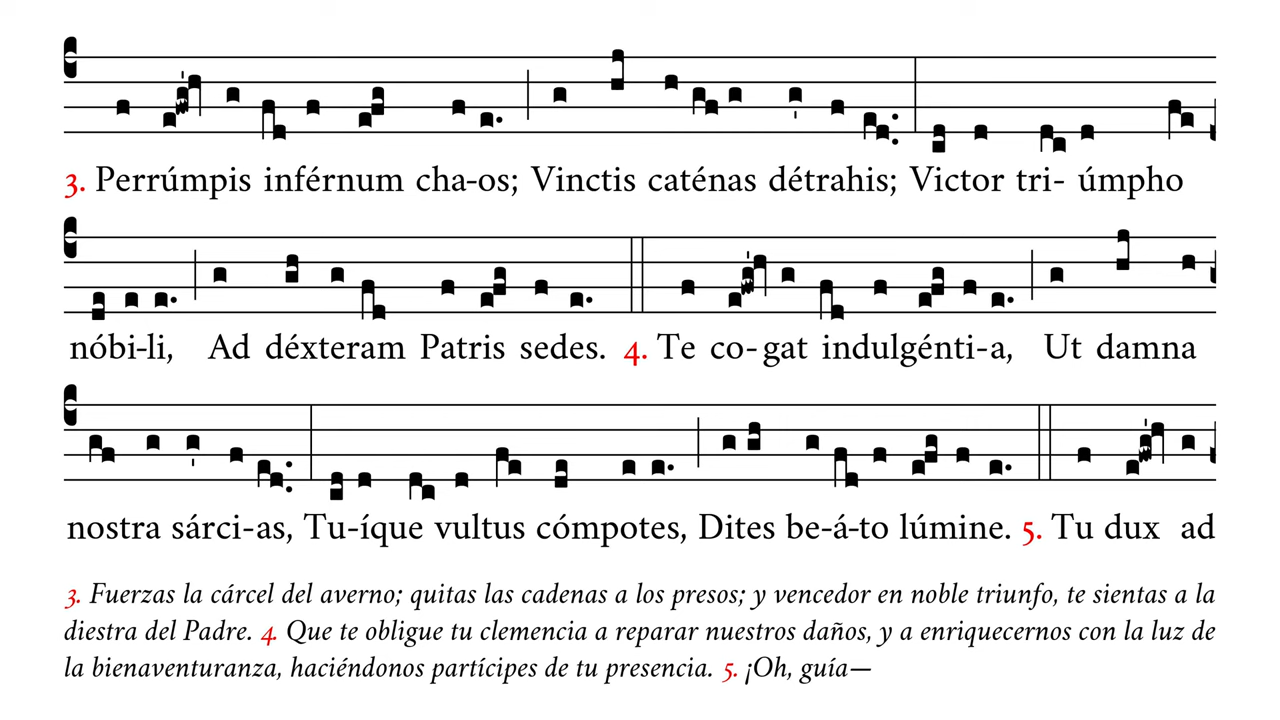 3. Perrúmpis inférnum cha-os; Vinctis caténas détrahis; Victor tri- úmpho
nóbi-li, Ad déxteram Patris sedes. 4. Te co-gat indulgénti-a, Ut damna
nostra sárci-as, Tu-íque vultus cómpotes, Dites be-á-to lúmine. 5. Tu dux ad
3. Fuerzas la cárcel del averno; quitas las cadenas a los presos; y vencedor en noble triunfo, te sientas a la
diestra del Padre. 4. Que te obligue tu clemencia a reparar nuestros daños, y a enriquecernos con la luz de
la bienaventuranza, haciéndonos partícipes de tu presencia. 5. ¡Oh, guía—